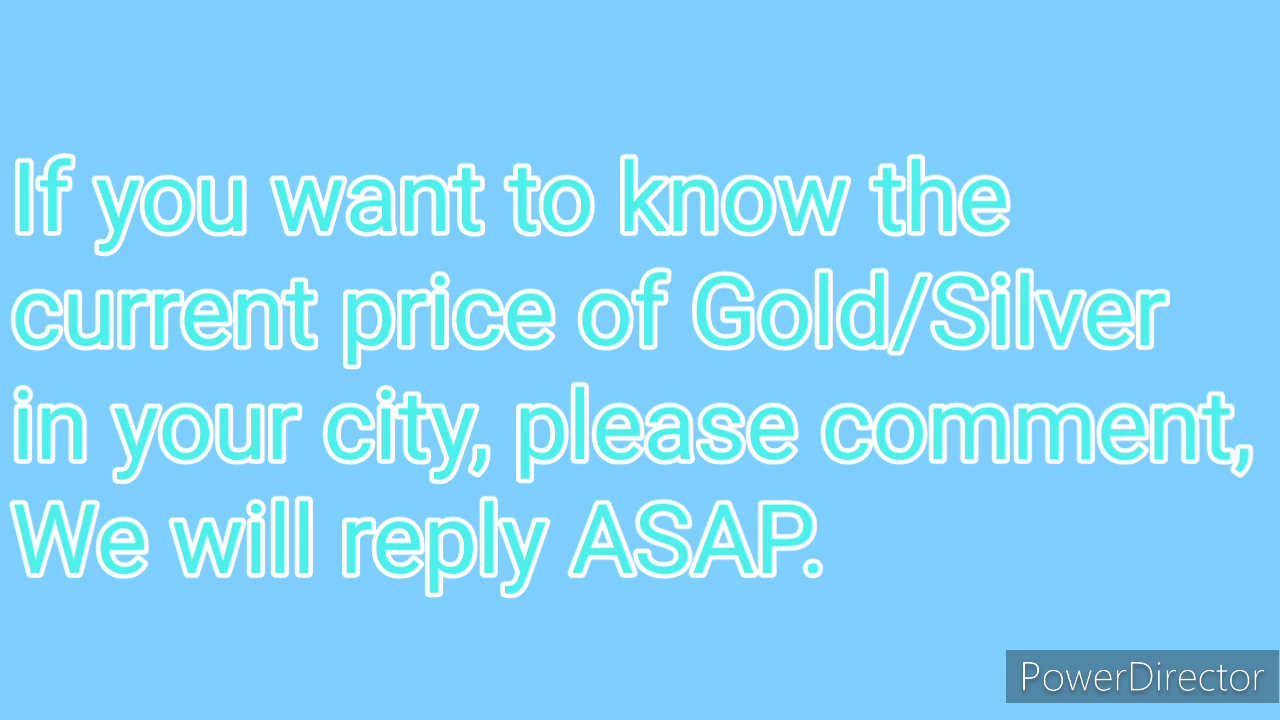 If you want to know the
current price of Gold/Silver
in your city, please comment,
We will reply ASAP.
PowerDirector